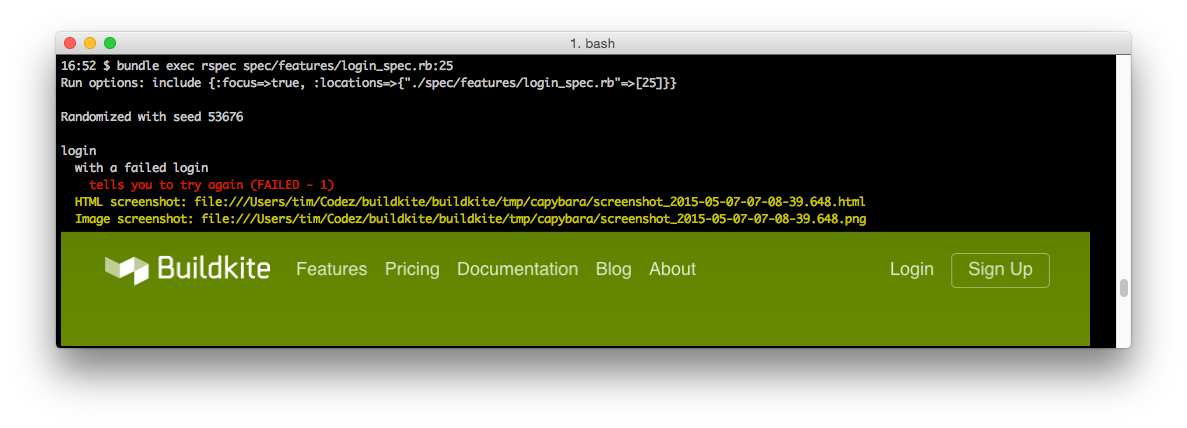 1. bash
16:52 $ bundle exec rspec spec/features/login_spec.rb:25
Run options: include {:focus=>true, :locations=>{"./spec/features/login_spec.rb"=>[25]}}
Randomized with seed 53676
login
with a failed login
tells you to try again (FAILED - 1)
HTML screenshot: file:///Users/tim/Codez/buildkite/buildkite/tmp/capybara/screenshot_2015-05-07-07-08-39.648.html
Image screenshot: file:///Users/tim/Codez/buildkite/buildkite/tmp/capybara/screenshot_2015-05-07-07-08-39.648.png
Buildkite Features Pricing Documentation Blog About Login Sign Up